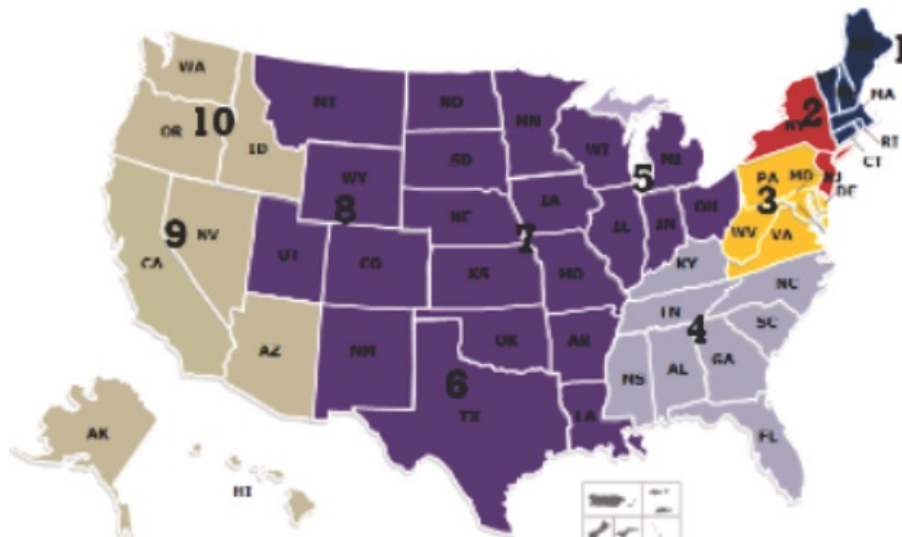 1
WA
MT
ND
MN
MA
2
NY
RI
10
OR
ID
SD
WI
MI
CT
5
WY
PA
MD
NJ
DE
3
8
NE
IA
OH
9
NV
7
IL
IN
WV
VA
UT
CO
CA
KS
MO
KY
NC
TN
SC
4
AZ
NM
OK
AR
GA
AL
MS
6
TX
LA
AK
FL
HI